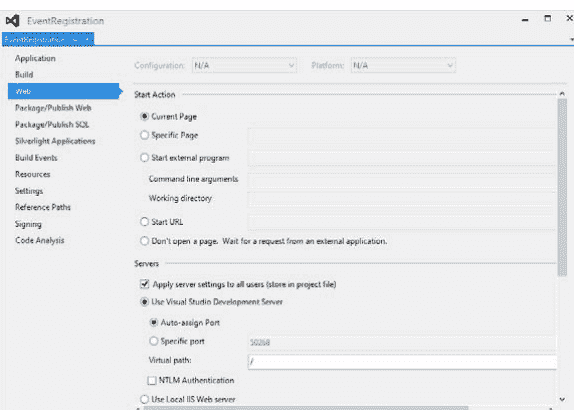 EventRegistration
EventRegistration
Application
Build
Web
Package/Publish Web
Package/Publish SQL
Silverlight Applications
Build Events
Resources
Settings
Reference Paths
Signing
Code Analysis
Configuration: N/A Platform: N/A
Start Action
Current Page
Specific Page
Start external program
Command line arguments
Working directory
Start URL
Don't open a page. Wait for a request from an external application.
Servers
Apply server settings to all users (store in project file)
Use Visual Studio Development Server
Auto-assign Port
Specific port 50268
Virtual path: /
NTLM Authentication
Use Local IIS Web server